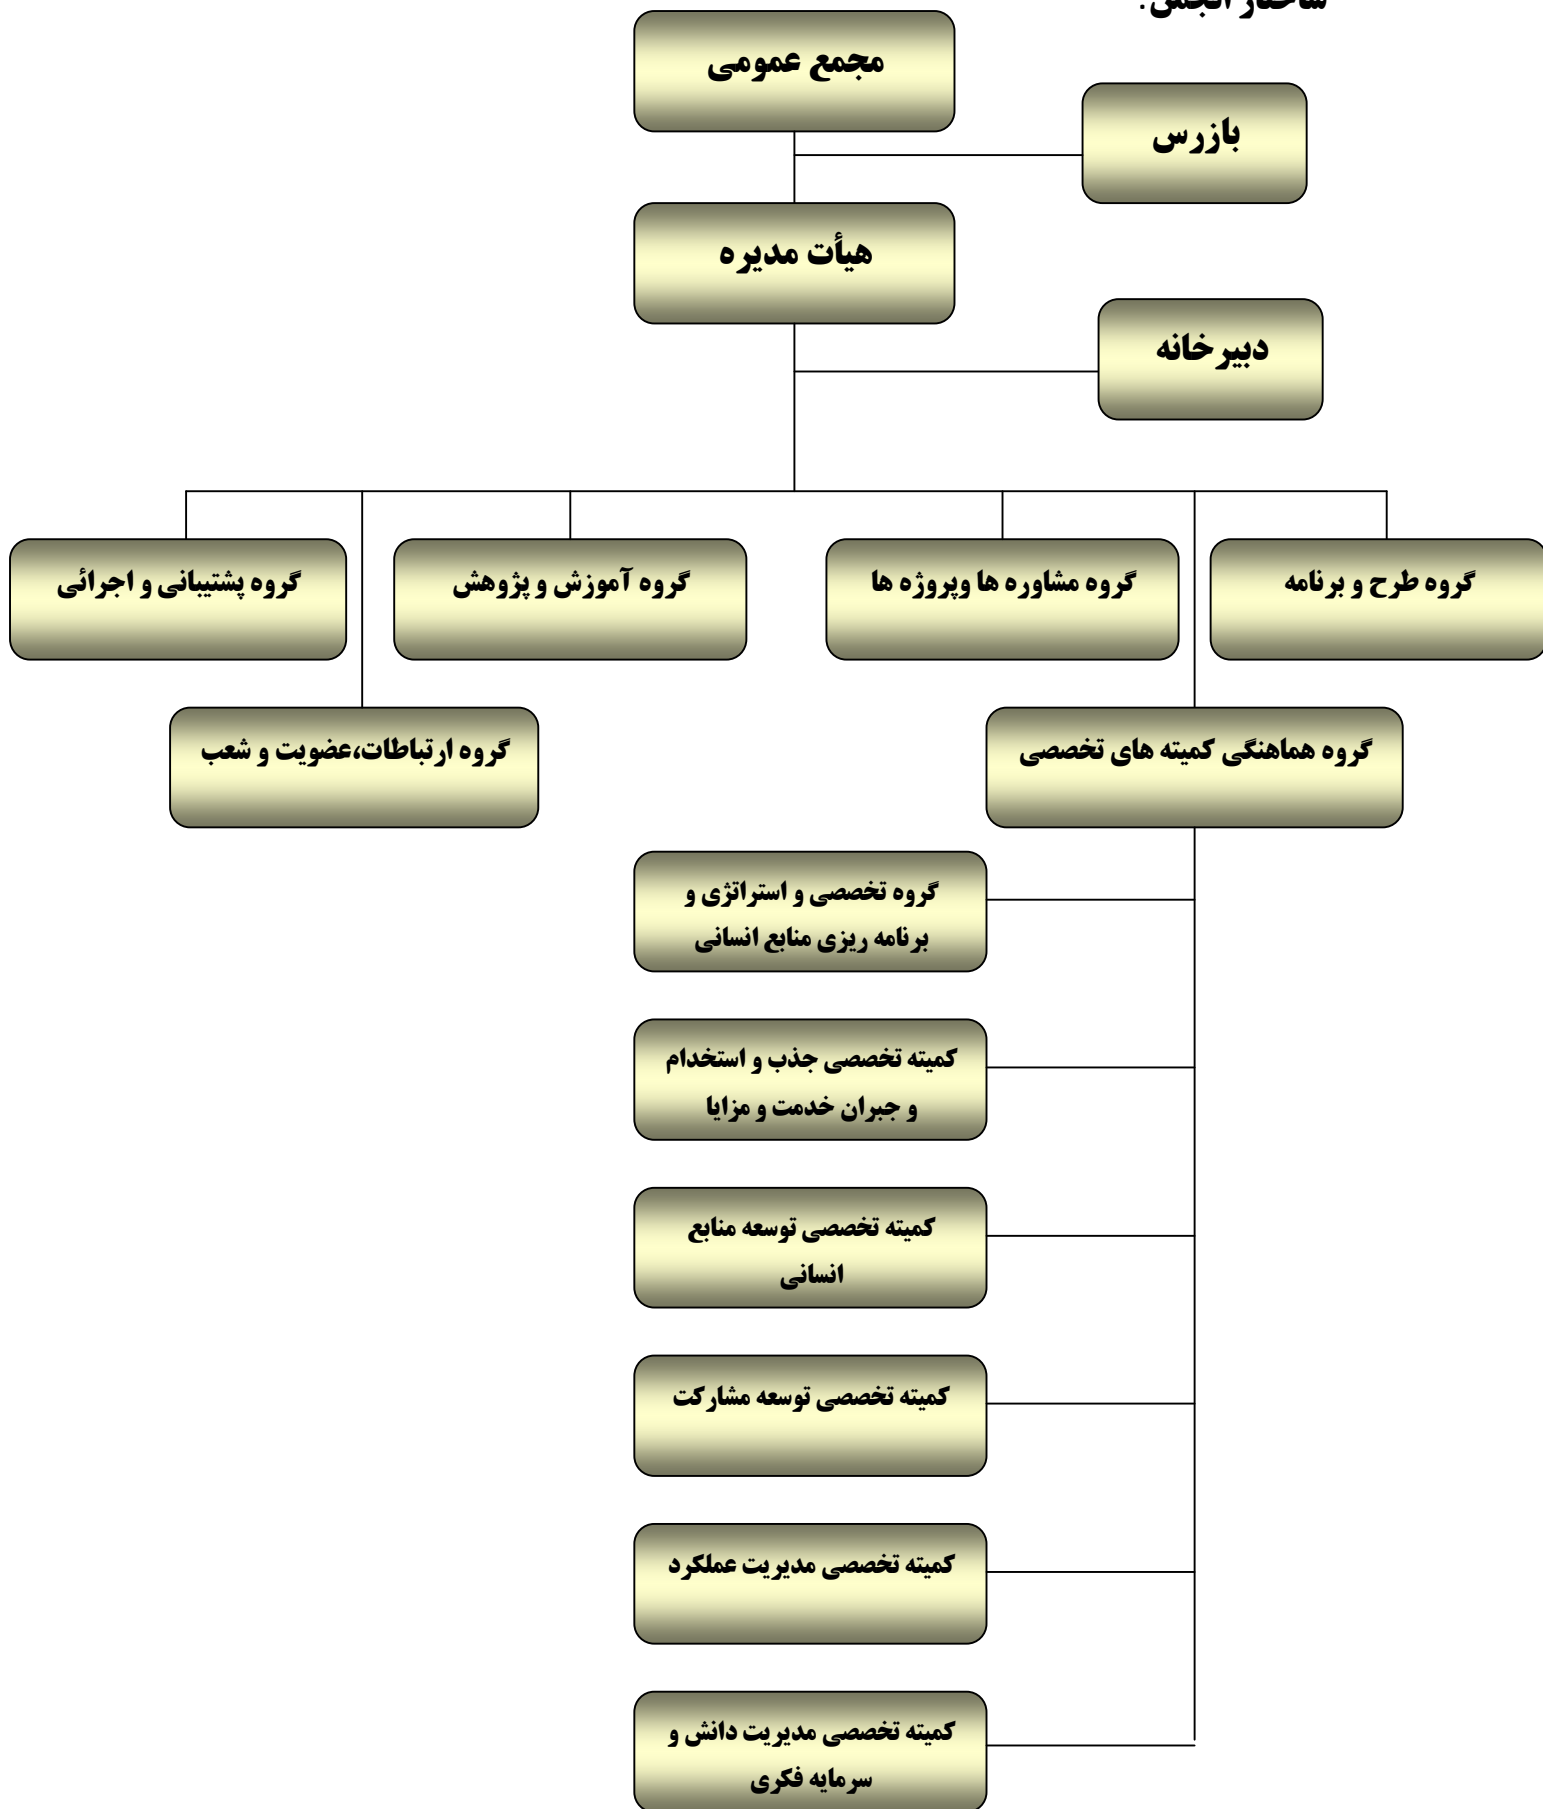 ساختار انجمن:
مجمع عمومی
بازرس
هیأت مدیره
دبیرخانه
گروه طرح و برنامه
گروه مشاوره ها وپروژه ها
گروه آموزش و پژوهش
گروه پشتیبانی و اجرائی
گروه هماهنگی کمیته های تخصصی
گروه ارتباطات،عضویت و شعب
گروه تخصصی و استراتژی و
برنامه ریزی منابع انسانی
کمیته تخصصی جذب و استخدام
و جبران خدمت و مزایا
کمیته تخصصی توسعه منابع
انسانی
کمیته تخصصی توسعه مشارکت
کمیته تخصصی مدیریت عملکرد
کمیته تخصصی مدیریت دانش و
سرمایه فکری